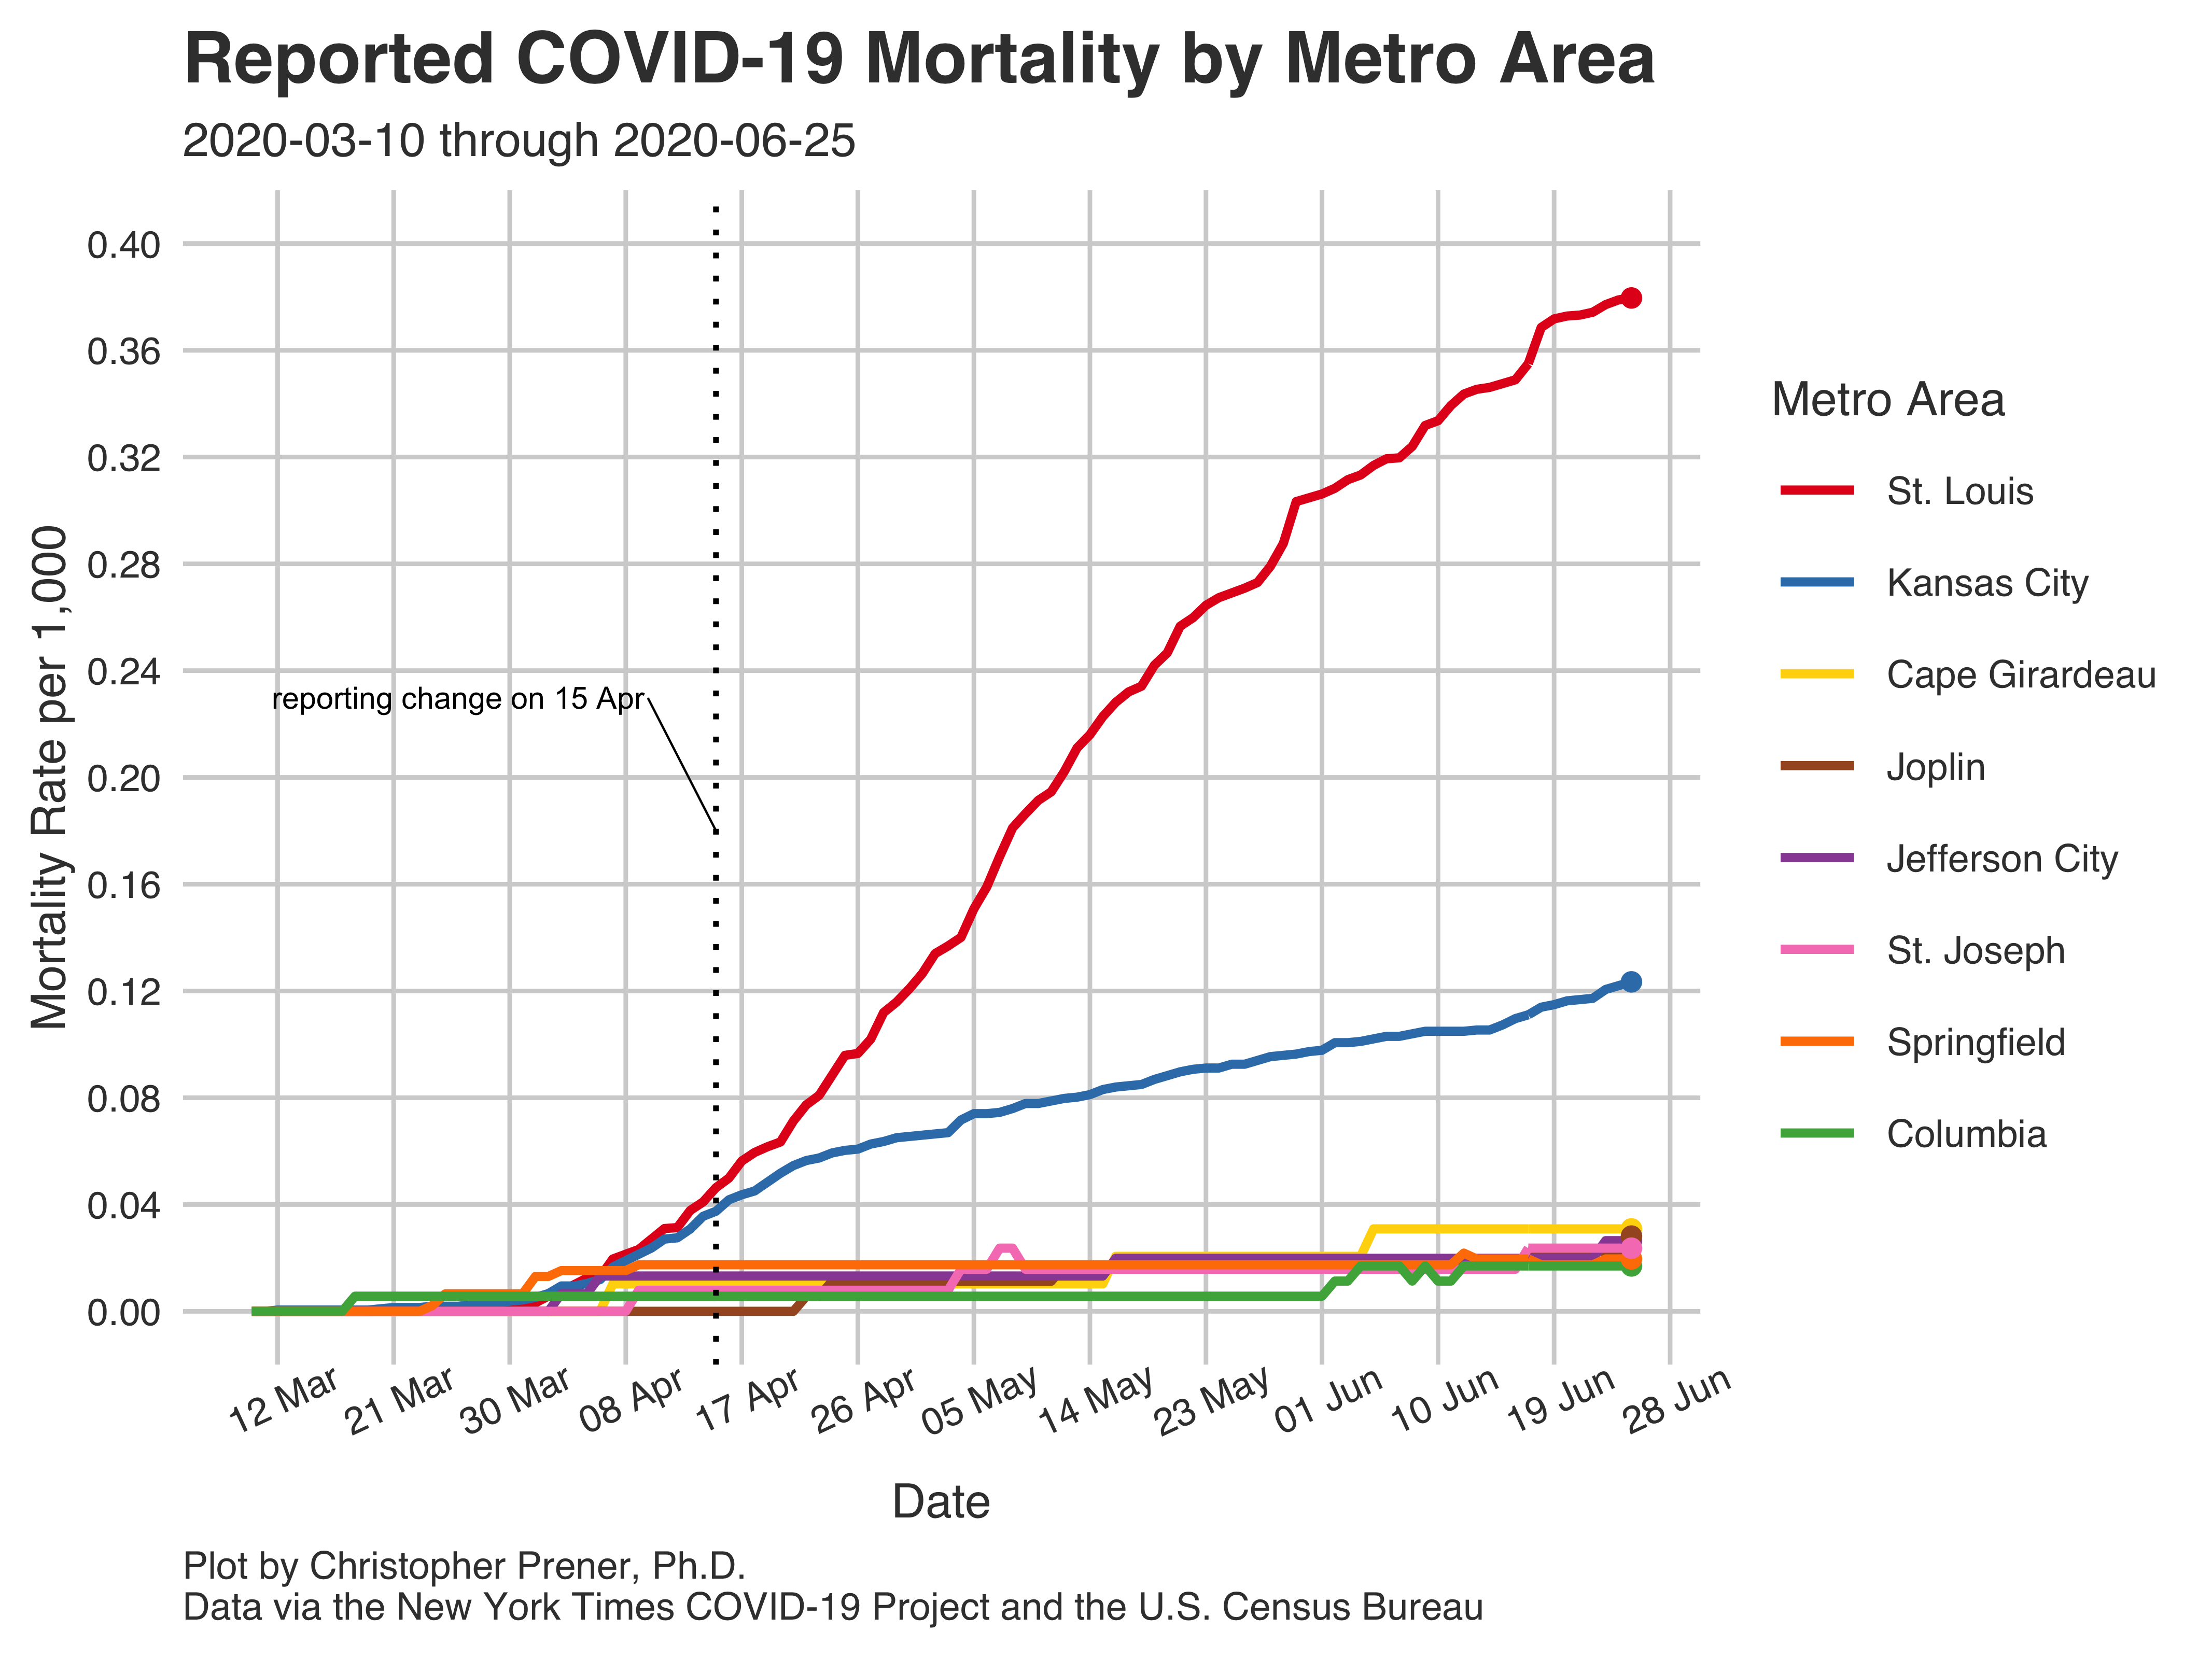 Reported COVID-19 Mortality by Metro Area
2020-03-10 through 2020-06-25
Mortality Rate per 1,000
0.40
0.36
0.32
0.28
0.24
0.20
0.16
0.12
0.08
0.04
0.00
reporting change on 15 Apr
12 Mar
21 Mar
30 Mar
08 Apr
17 Apr
26 Apr
05 May
14 May
23 May
01 Jun
10 Jun
19 Jun
28 Jun
Date
Metro Area
St. Louis
Kansas City
Cape Girardeau
Joplin
Jefferson City
St. Joseph
Springfield
Columbia
Plot by Christopher Prener, Ph.D.
Data via the New York Times COVID-19 Project and the U.S. Census Bureau